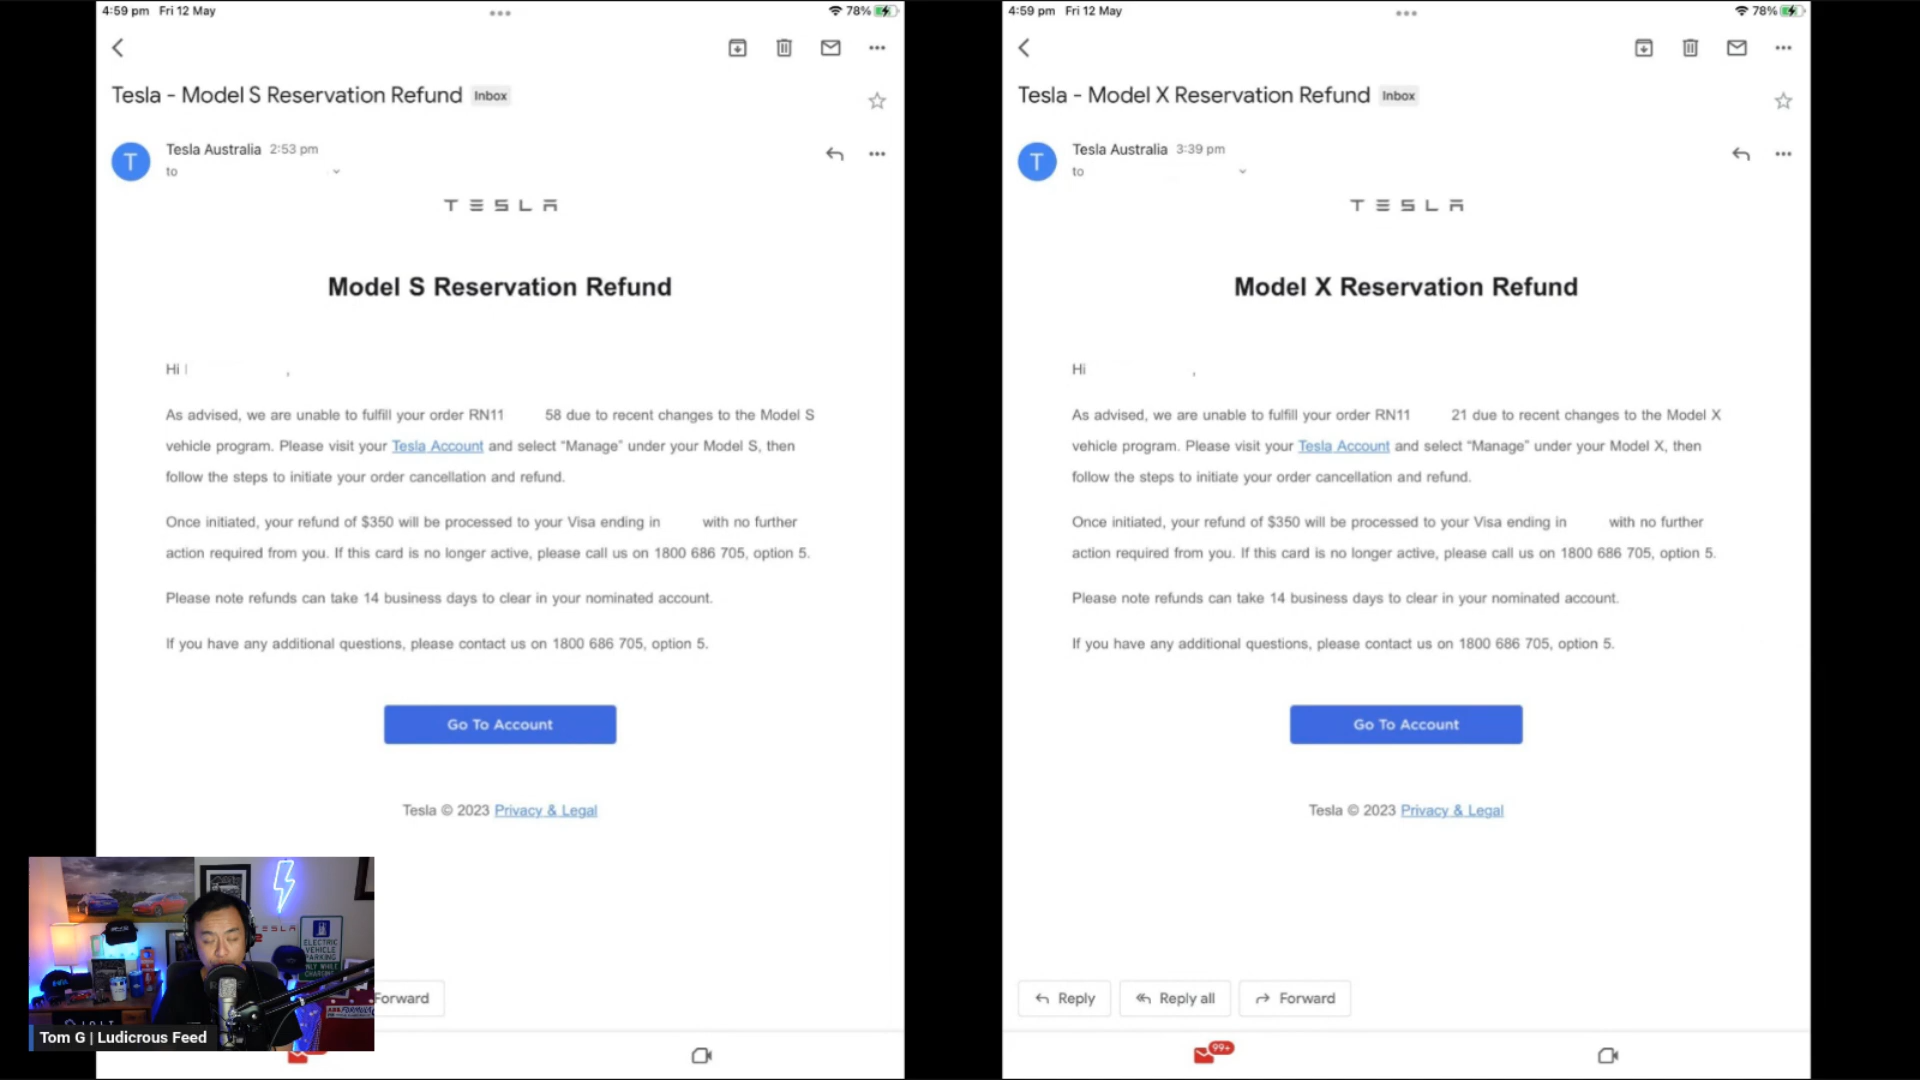 4:59 pm Fri 12 May
78%
Tesla - Model S Reservation Refund Inbox
T
Tesla Australia 2:53 pm
to
TESLA
Model S Reservation Refund
Hi
,
As advised, we are unable to fulfill your order RN11 58 due to recent changes to the Model S
vehicle program. Please visit your Tesla Account and select “Manage” under your Model S, then
follow the steps to initiate your order cancellation and refund.
Once initiated, your refund of $350 will be processed to your Visa ending in with no further
action required from you. If this card is no longer active, please call us on 1800 686 705, option 5.
Please note refunds can take 14 business days to clear in your nominated account.
If you have any additional questions, please contact us on 1800 686 705, option 5.
Go To Account
Tesla © 2023 Privacy & Legal
Forward
4:59 pm Fri 12 May
78%
Tesla - Model X Reservation Refund Inbox
T
Tesla Australia 3:39 pm
to
TESLA
Model X Reservation Refund
Hi
,
As advised, we are unable to fulfill your order RN11 21 due to recent changes to the Model X
vehicle program. Please visit your Tesla Account and select “Manage” under your Model X, then
follow the steps to initiate your order cancellation and refund.
Once initiated, your refund of $350 will be processed to your Visa ending in with no further
action required from you. If this card is no longer active, please call us on 1800 686 705, option 5.
Please note refunds can take 14 business days to clear in your nominated account.
If you have any additional questions, please contact us on 1800 686 705, option 5.
Go To Account
Tesla © 2023 Privacy & Legal
Reply
Reply all
Forward
99+
ELECTRIC
VEHICLE
PARKING
ONLY WHILE
CHARGING
Tom G | Ludicrous Feed